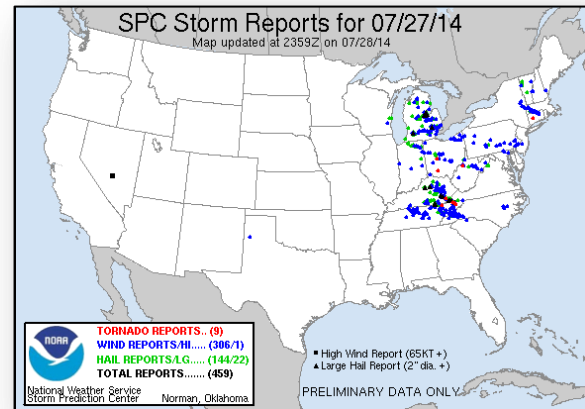 SPC Storm Reports for 07/27/14
Map updated at 2359Z on 07/28/14
NOAA
TORNADO REPORTS.. (9)
WIND REPORTS/HI..... (306/1)
HAIL REPORTS/LG..... (144/22)
TOTAL REPORTS....... (459)
National Weather Service
Storm Prediction Center Norman, Oklahoma
■ High Wind Report (65KT +)
▲ Large Hail Report (2" dia. +)
PRELIMINARY DATA ONLY